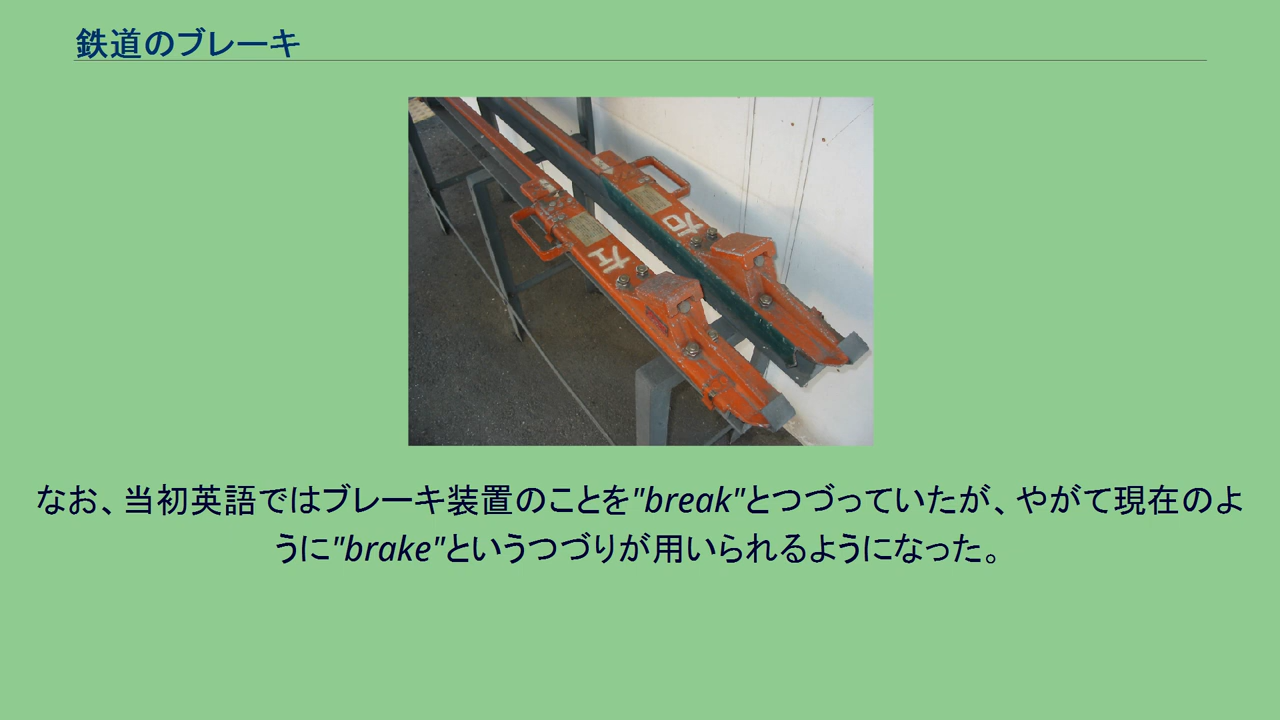 鉄道のブレーキ
右
左
なお、当初英語ではブレーキ装置のことを"break"とつづっていたが、やがて現在のよ
うに"brake"というつづりが用いられるようになった。